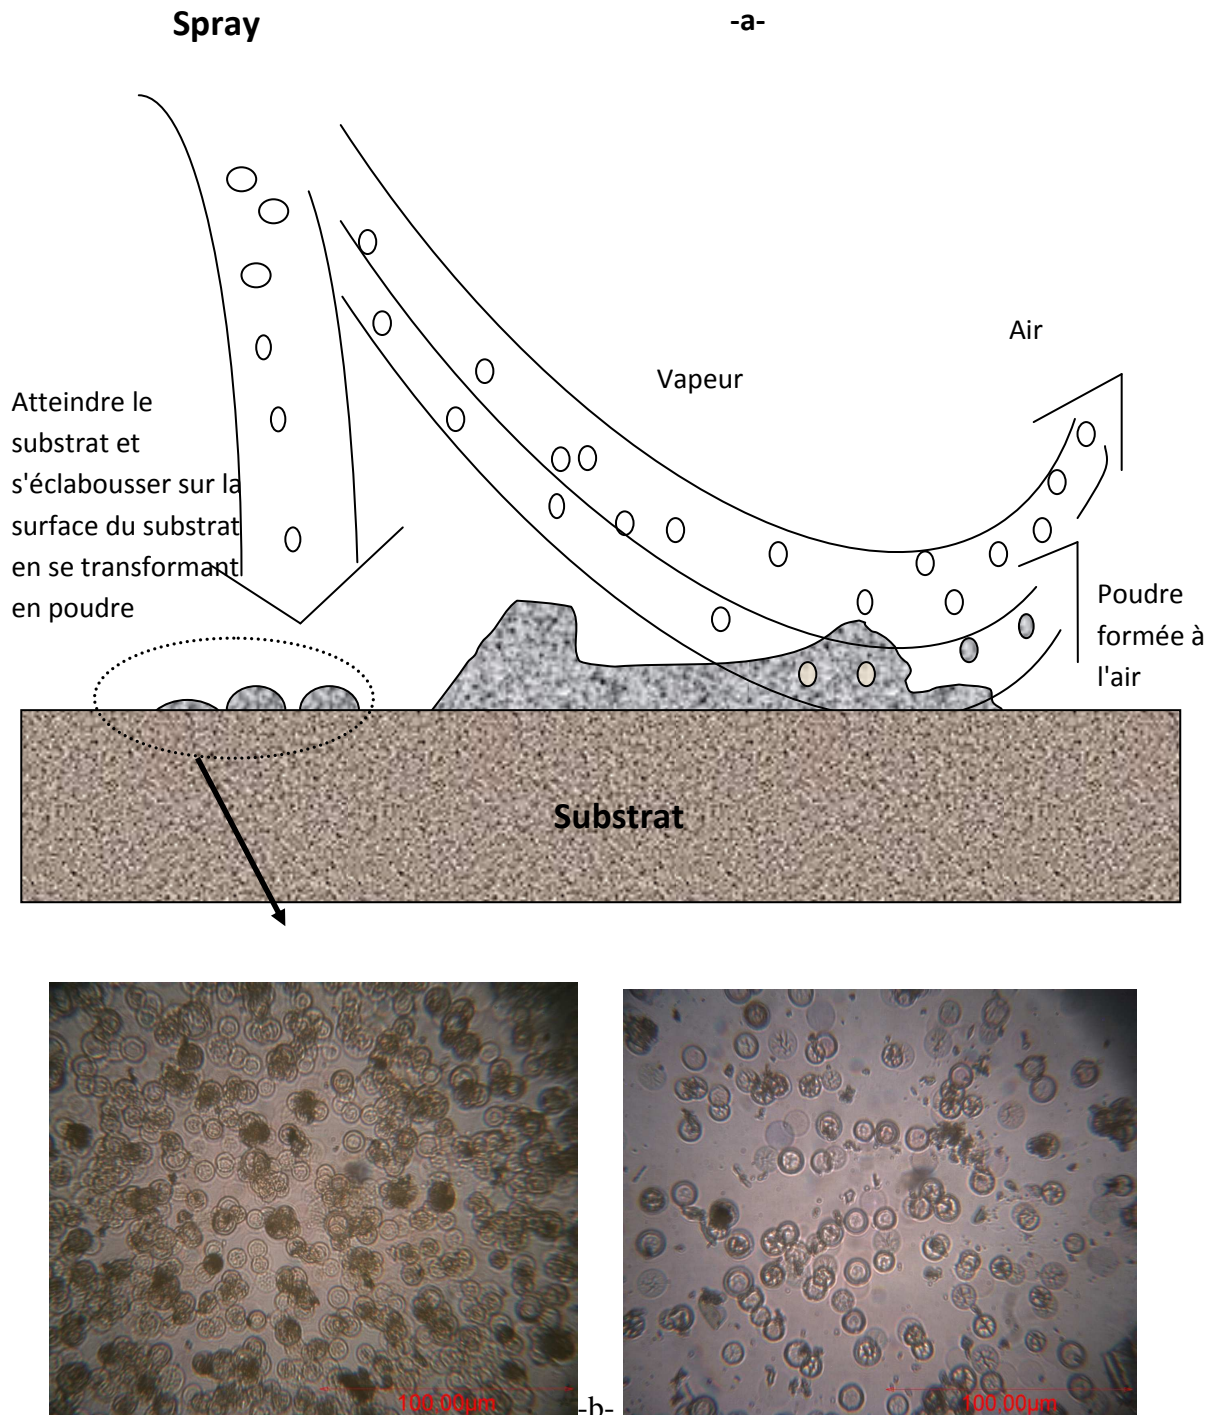 Spray
-a-
Air
Vapeur
Atteindre le
substrat et
s'éclabousser sur la
surface du substrat
en se transformant
en poudre
Poudre
formée à
l'air
Substrat
100.00µm
-b-
100.00µm